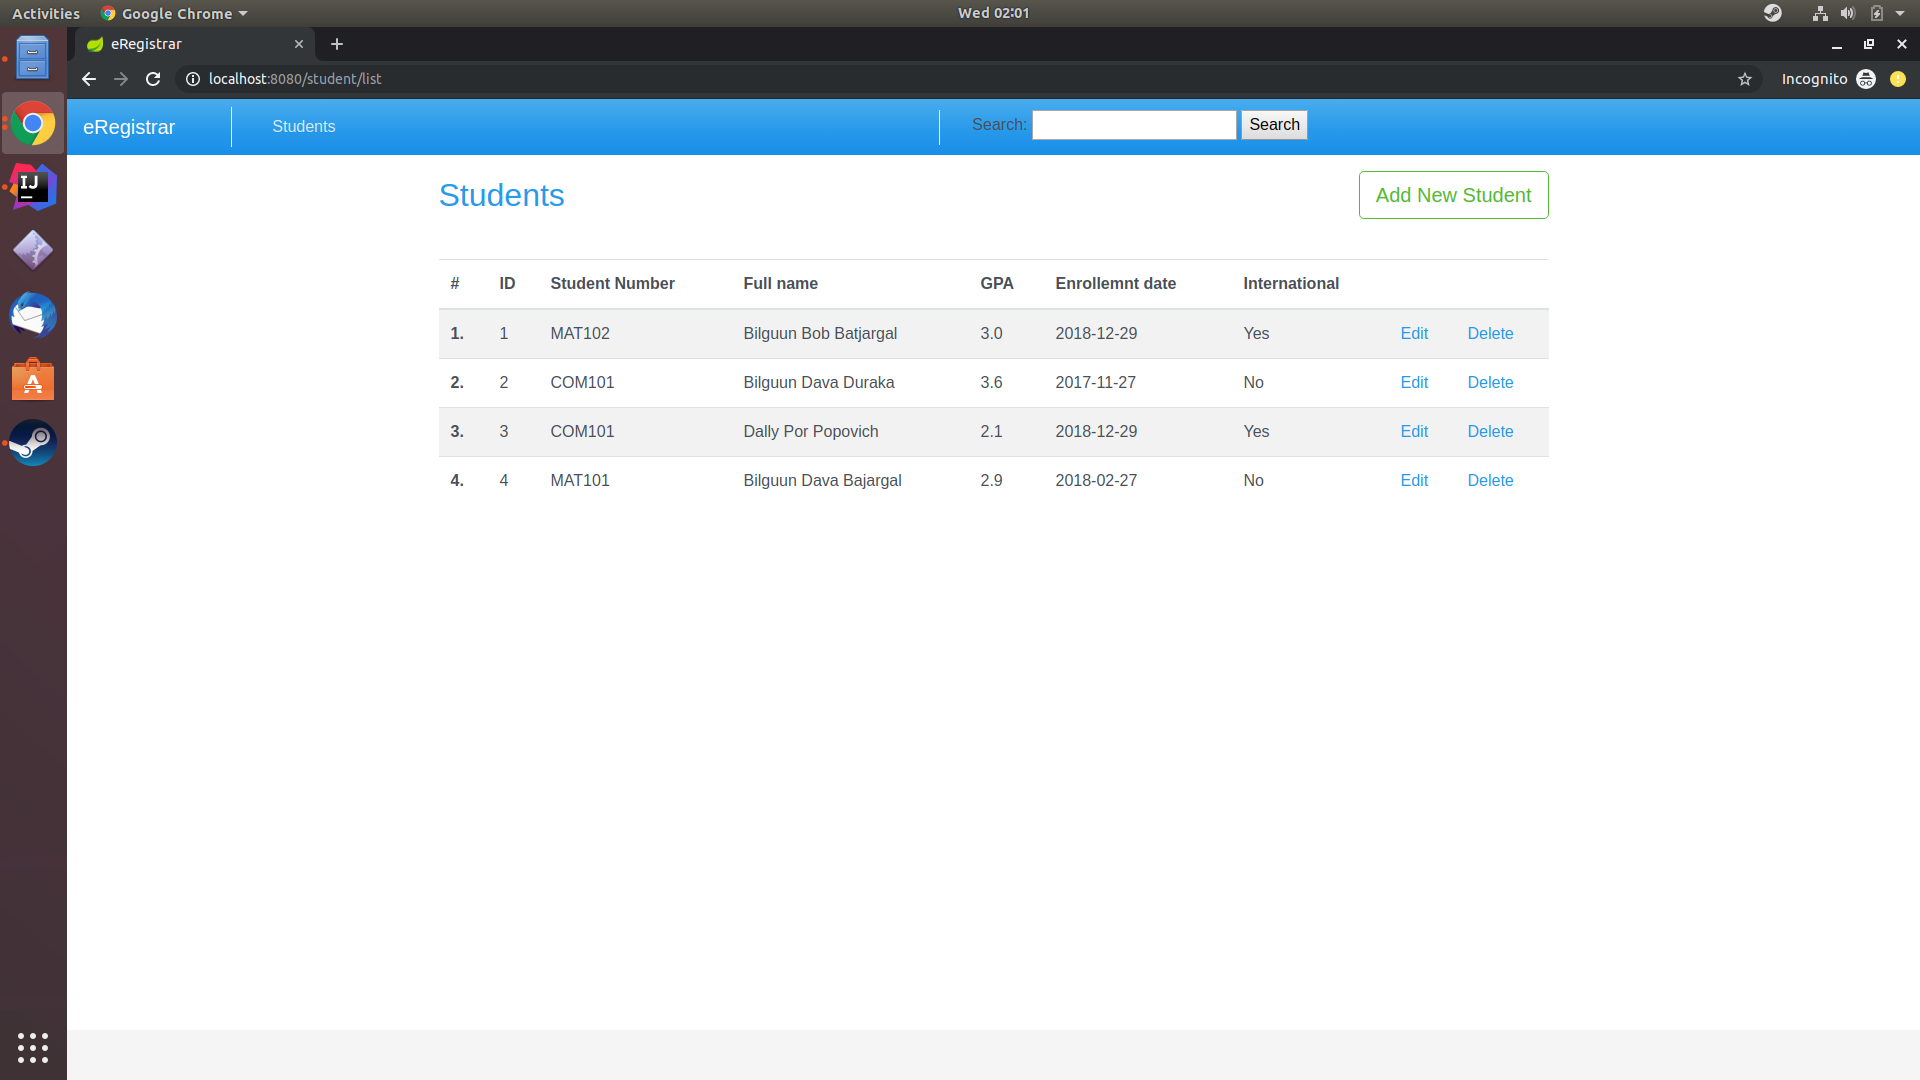 Activities Google Chrome Wed 02:01
eRegistrar
localhost:8080/student/list Incognito
eRegistrar Students Search: Search
Students Add New Student
# ID Student Number Full name GPA Enrollemnt date International
1. 1 MAT102 Bilguun Bob Batjargal 3.0 2018-12-29 Yes Edit Delete
2. 2 COM101 Bilguun Dava Duraka 3.6 2017-11-27 No Edit Delete
3. 3 COM101 Dally Por Popovich 2.1 2018-12-29 Yes Edit Delete
4. 4 MAT101 Bilguun Dava Bajargal 2.9 2018-02-27 No Edit Delete
IJ